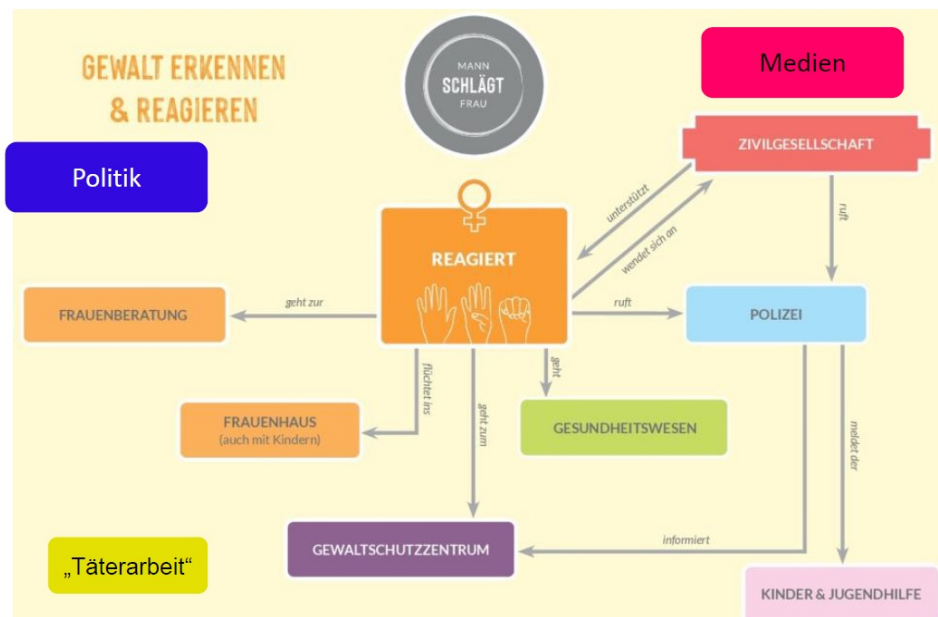 GEWALT ERKENNEN
& REAGIEREN
MANN
SCHLÄGT
FRAU
Medien
ZIVILGESELLSCHAFT
Politik
unterstützt
wendet sich an
ruft
REAGIERT
FRAUENBERATUNG
geht zur
ruft
POLIZEI
flüchtet ins
geht zum
geht
FRAUENHAUS
(auch mit Kindern)
GESUNDHEITSWESEN
meldet der
GEWALTSCHUTZZENTRUM
informiert
„Täterarbeit“
KINDER & JUGENDHILFE